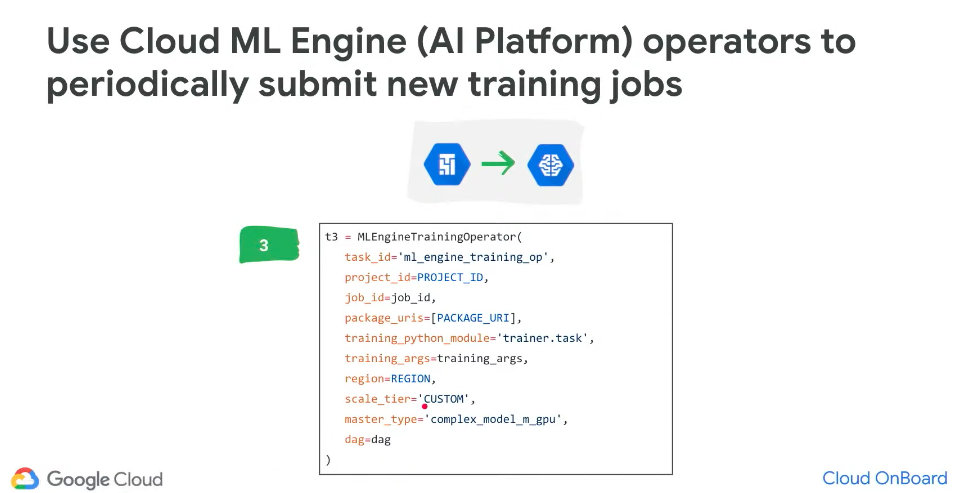 Use Cloud ML Engine (AI Platform) operators to
periodically submit new training jobs
3
t3 = MLEngineTrainingOperator(
task_id='ml_engine_training_op',
project_id=PROJECT_ID,
job_id=job_id,
package_uris=[PACKAGE_URI],
training_python_module='trainer.task',
training_args=training_args,
region=REGION,
scale_tier='CUSTOM',
master_type='complex_model_m_gpu',
dag=dag
)
Google Cloud
Cloud OnBoard